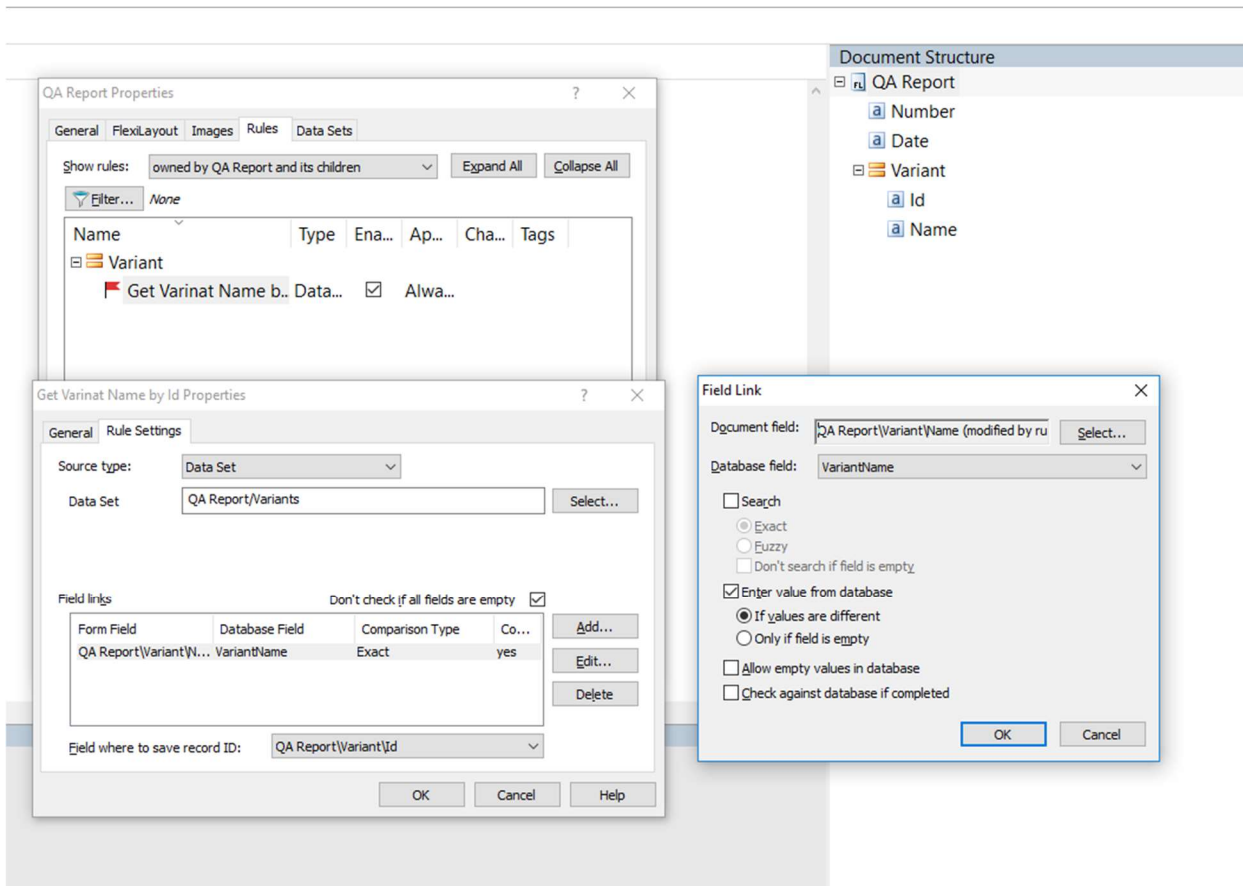 Document Structure
QA Report
Number
Date
Variant
Id
Name
QA Report Properties ?
General FlexiLayout Images Rules Data Sets
Show rules: owned by QA Report and its children Expand All Collapse All
Filter... None
Name Type Ena... Ap... Cha... Tags
Variant
Get Varinat Name b.. Data... Alwa...
Get Varinat Name by Id Properties ?
General Rule Settings
Source type: Data Set
Data Set QA Report/Variants Select...
Field links Don't check if all fields are empty
Form Field Database Field Comparison Type Co...
QA Report\Variant\N... VariantName Exact yes
Add...
Edit...
Delete
Field where to save record ID: QA Report\Variant\Id
OK Cancel Help
Field Link
Document field: QA Report\Variant\Name (modified by ru Select...
Database field: VariantName
Search
Exact
Fuzzy
Don't search if field is empty
Enter value from database
If values are different
Only if field is empty
Allow empty values in database
Check against database if completed
OK Cancel